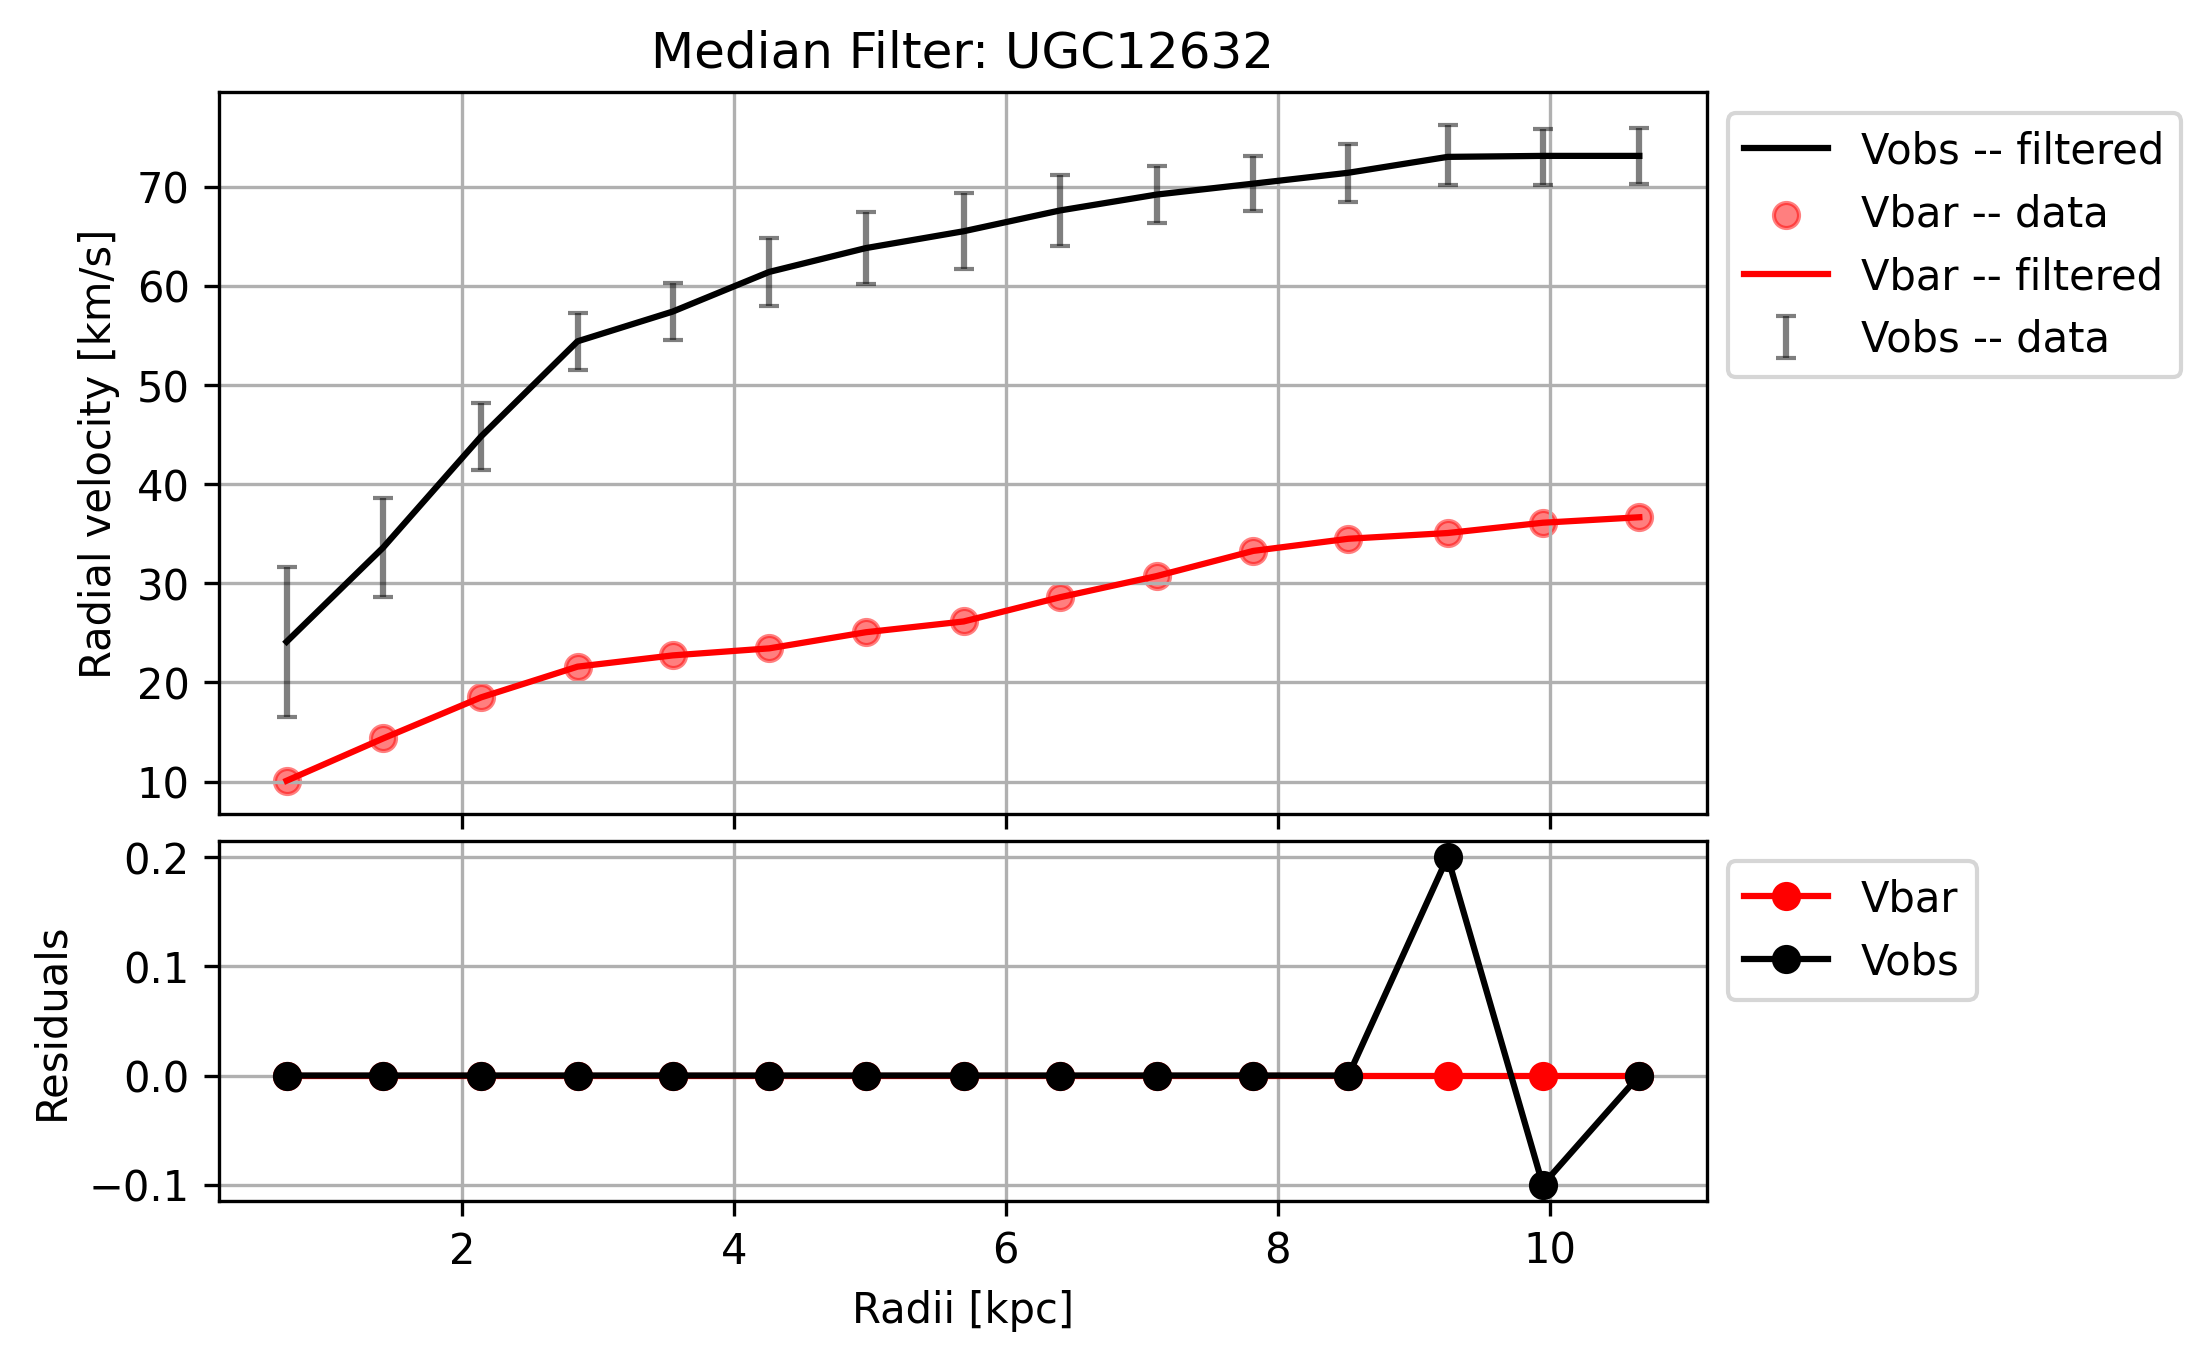 Median Filter: UGC12632
Radial velocity [km/s]
70
60
50
40
30
20
10
Vobs -- filtered
Vbar -- data
Vbar -- filtered
Vobs -- data
Residuals
0.2
0.1
0.0
−0.1
Vbar
Vobs
2 4 6 8 10
Radii [kpc]